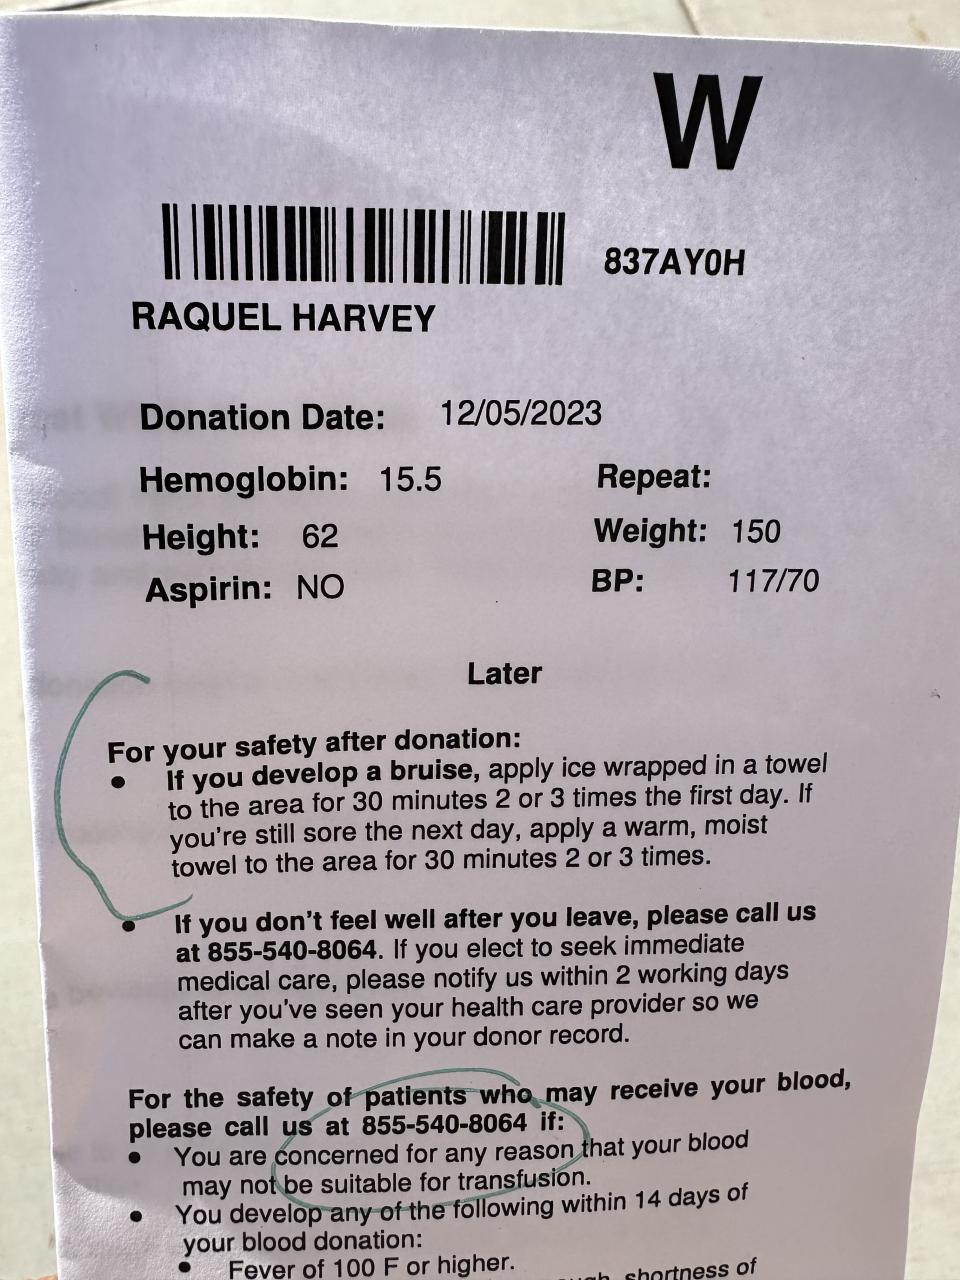 W
837AY0H
RAQUEL HARVEY
Donation Date: 12/05/2023
Hemoglobin: 15.5 Repeat:
Height: 62 Weight: 150
Aspirin: NO BP: 117/70
Later
For your safety after donation:
• If you develop a bruise, apply ice wrapped in a towel
to the area for 30 minutes 2 or 3 times the first day. If
you're still sore the next day, apply a warm, moist
towel to the area for 30 minutes 2 or 3 times.
• If you don't feel well after you leave, please call us
at 855-540-8064. If you elect to seek immediate
medical care, please notify us within 2 working days
after you've seen your health care provider so we
can make a note in your donor record.
For the safety of patients who may receive your blood,
please call us at 855-540-8064 if:
• You are concerned for any reason that your blood
may not be suitable for transfusion.
• You develop any of the following within 14 days of
your blood donation:
• Fever of 100 F or higher.
shortness of